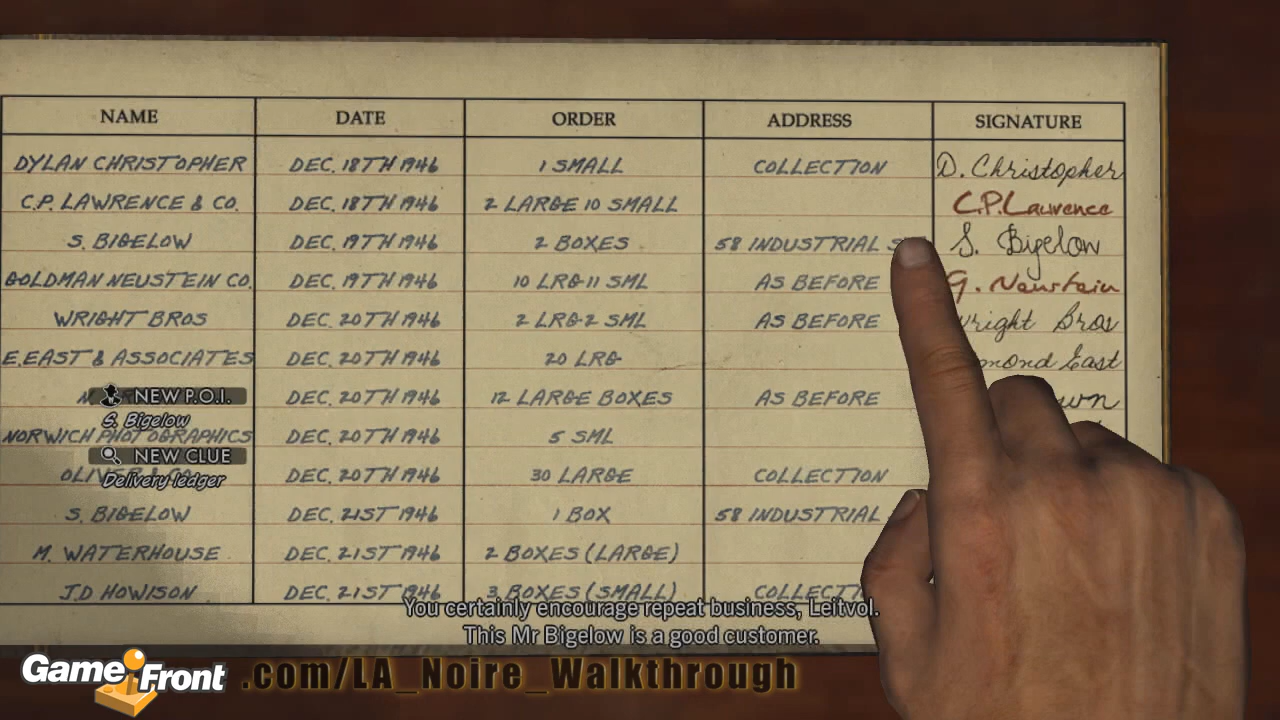 NAME DATE ORDER ADDRESS SIGNATURE
DYLAN CHRISTOPHER DEC. 18TH 1946 1 SMALL COLLECTION D. Christopher
C.P. LAWRENCE & CO. DEC. 18TH 1946 2 LARGE 10 SMALL C.P. Lawrence
S. BIGELOW DEC. 19TH 1946 2 BOXES 58 INDUSTRIAL S. Bigelow
GOLDMAN NEUSTEIN CO. DEC. 19TH 1946 10 LRG 11 SML AS BEFORE G. Neustein
WRIGHT BROS DEC. 20TH 1946 2 LRG 2 SML AS BEFORE Wright Bros
E.EAST & ASSOCIATES DEC. 20TH 1946 20 LRG East
DEC. 20TH 1946 12 LARGE BOXES AS BEFORE
NEW P.O.I.
S. Bigelow
NORWICH PHOTOGRAPHICS DEC. 20TH 1946 5 SML
NEW CLUE
OLIVER & CO. DEC. 20TH 1946 30 LARGE COLLECTION
Delivery ledger
S. BIGELOW DEC. 21ST 1946 1 BOX 58 INDUSTRIAL
M. WATERHOUSE DEC. 21ST 1946 2 BOXES (LARGE)
J.D HOWISON DEC. 21ST 1946 3 BOXES (SMALL) COLLECT
You certainly encourage repeat business, Leitvol.
This Mr Bigelow is a good customer.
GameFront .com/LA_Noire_Walkthrough